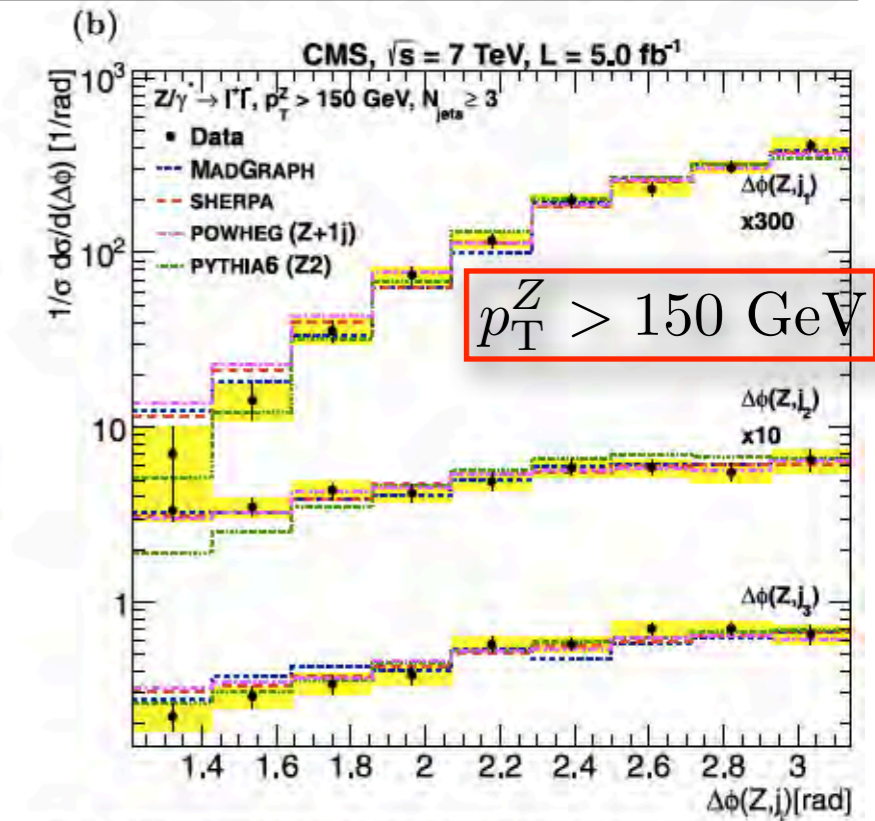 (b)
CMS, √s = 7 TeV, L = 5.0 fb⁻¹
1/σ dσ/d(Δϕ) [1/rad]
10³
10²
10
1
Z/γ* → l⁺l⁻, p_T^Z > 150 GeV, N_jets ≥ 3
Data
MADGRAPH
SHERPA
POWHEG (Z+1j)
PYTHIA6 (Z2)
Δϕ(Z,j₁)
x300
p_T^Z > 150 GeV
Δϕ(Z,j₂)
x10
Δϕ(Z,j₃)
1.4 1.6 1.8 2 2.2 2.4 2.6 2.8 3
Δϕ(Z,j)[rad]